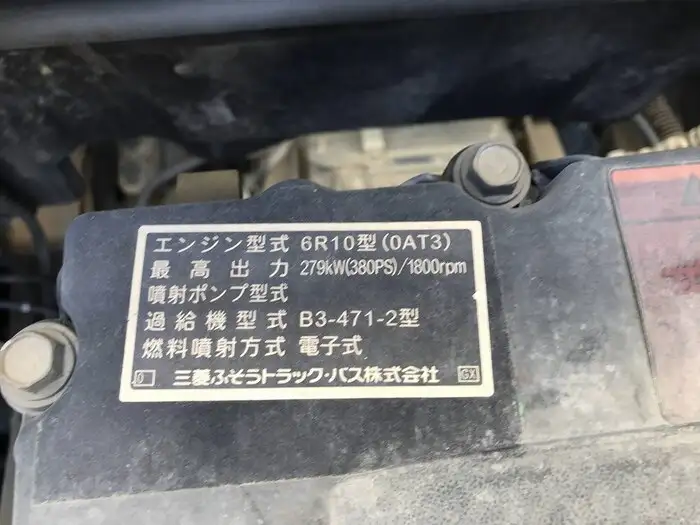 エンジン型式 6R10型(0AT3)
最高出力 279kW(380PS)/1800rpm
噴射ポンプ型式
過給機型式 B3-471-2型
燃料噴射方式 電子式
0 三菱ふそうトラック・バス株式会社 GX